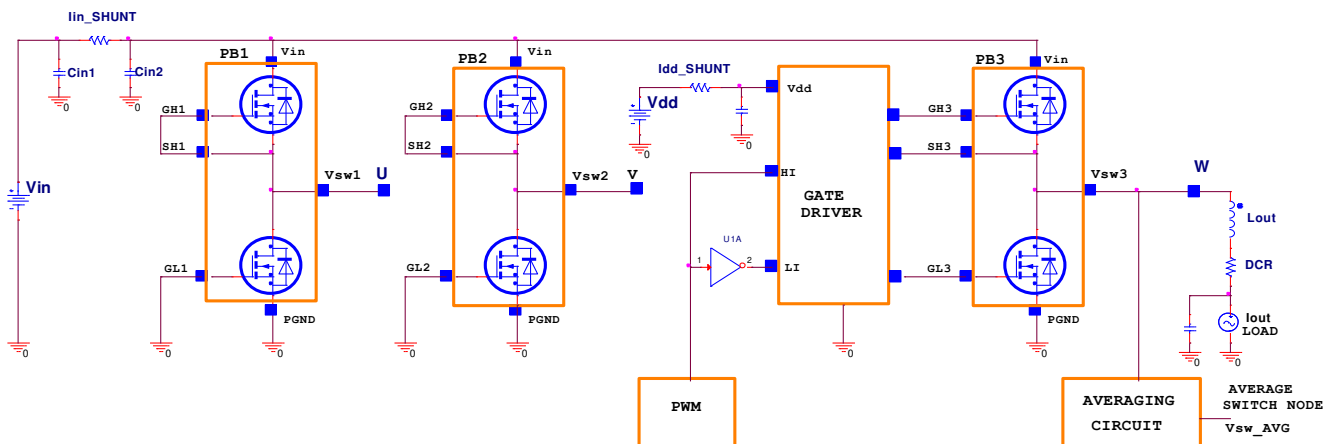 Iin_SHUNT
Cin1
Cin2
Vin
0
0
0
PB1
Vin
GH1
SH1
GL1
Vsw1
U
PGND
0
0
PB2
Vin
GH2
SH2
GL2
Vsw2
V
PGND
0
0
Idd_SHUNT
Vdd
0
0
Vdd
HI
LI
GATE
DRIVER
0
U1A
1
2
PWM
PB3
Vin
GH3
SH3
GL3
Vsw3
PGND
0
W
Lout
DCR
Iout
LOAD
0
0
AVERAGING
CIRCUIT
AVERAGE
SWITCH NODE
Vsw_AVG